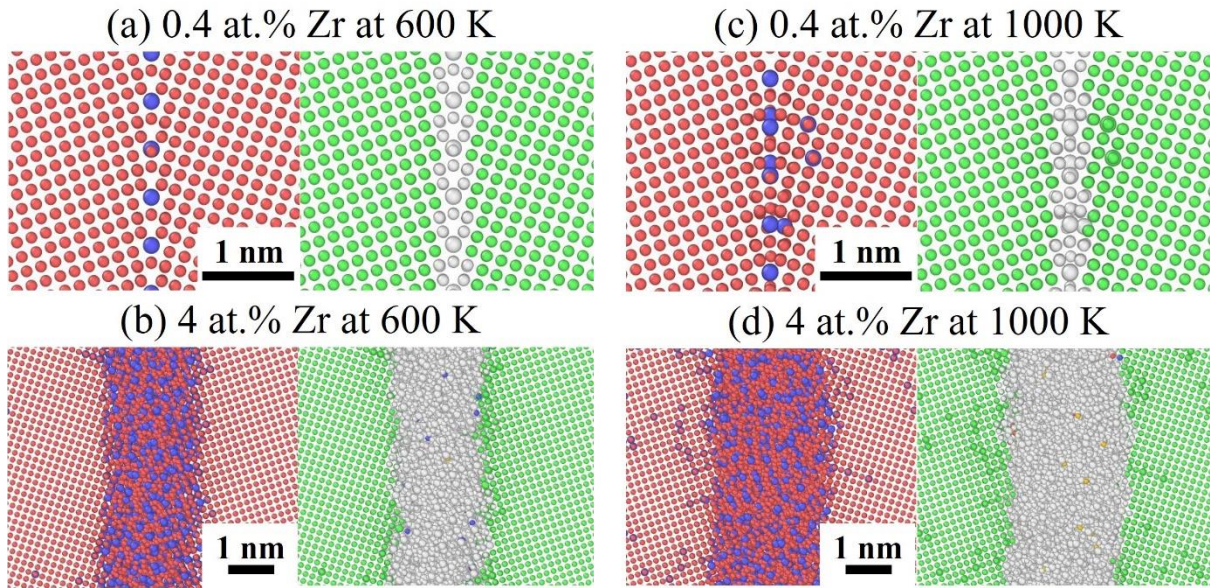 (a) 0.4 at.% Zr at 600 K
(c) 0.4 at.% Zr at 1000 K
1 nm
1 nm
(b) 4 at.% Zr at 600 K
(d) 4 at.% Zr at 1000 K
1 nm
1 nm